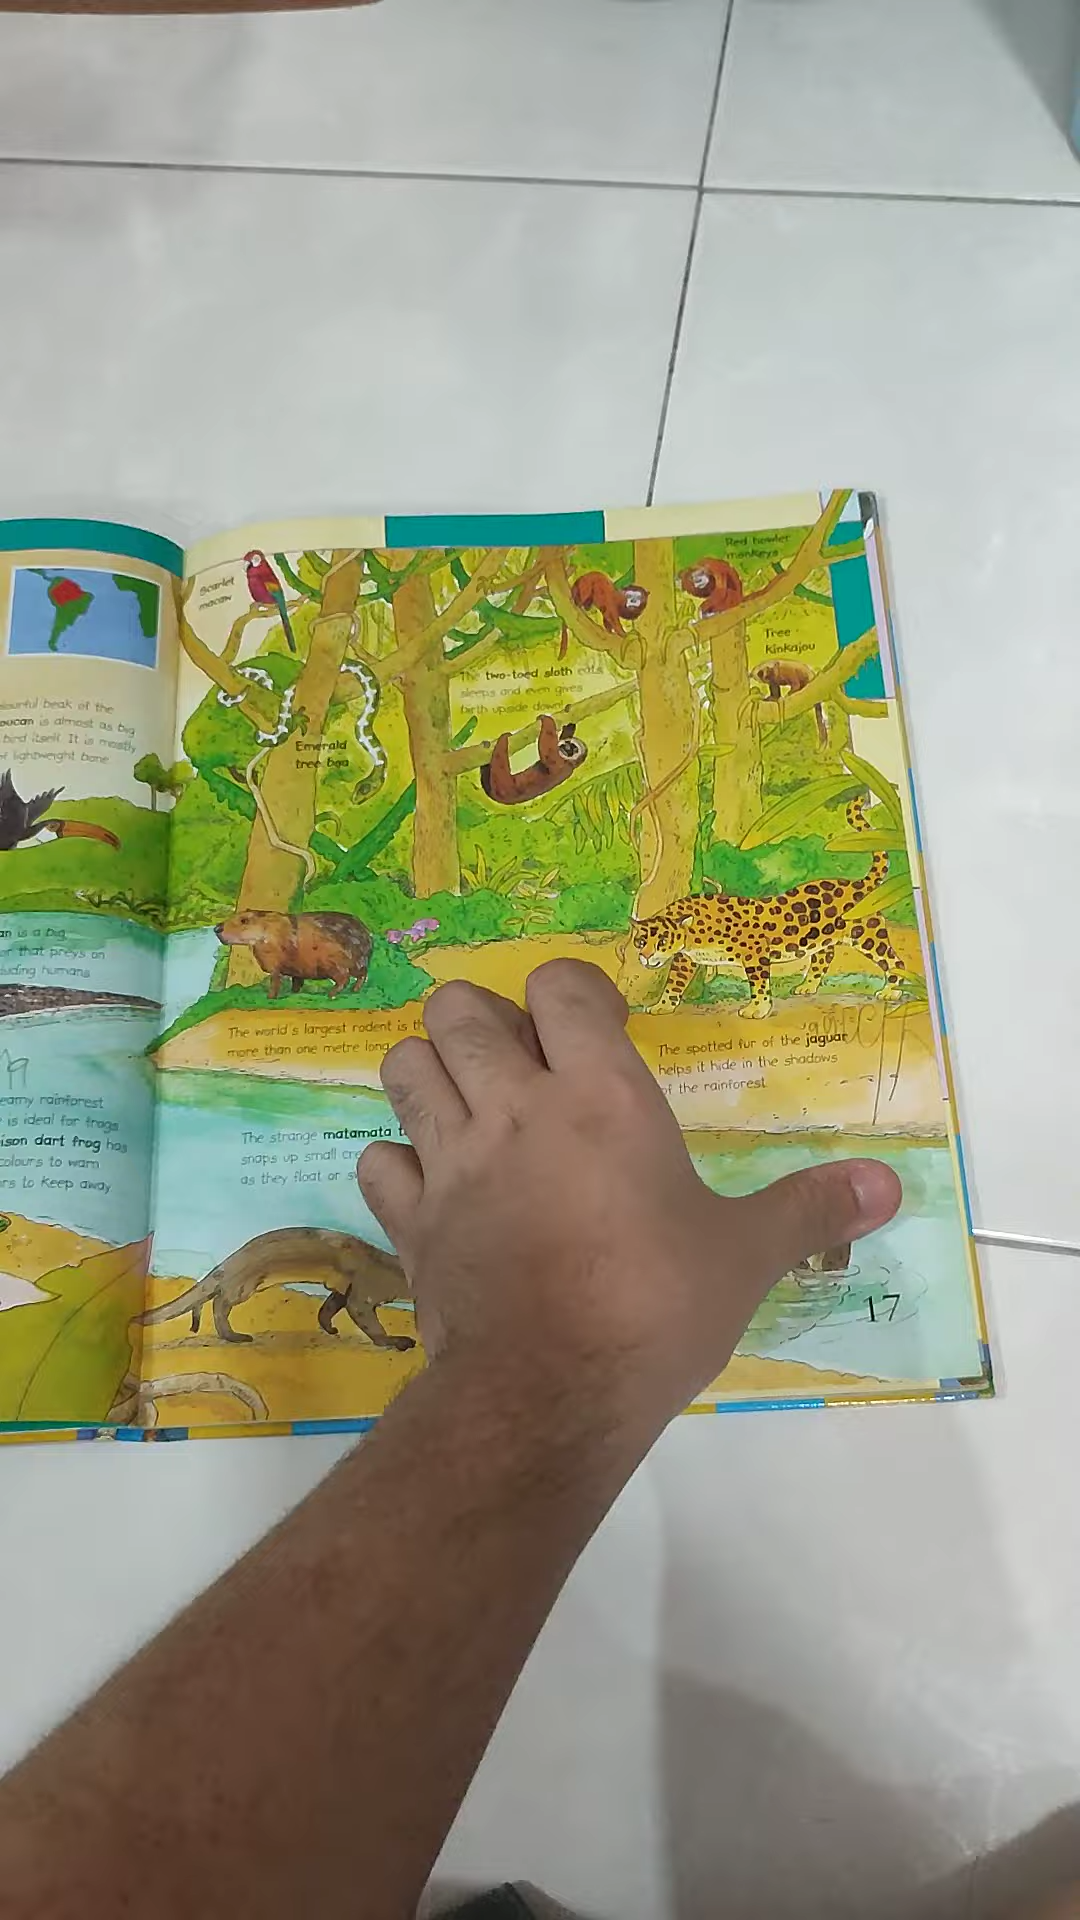 lourful beak of the
oucan is almost as big
bird itself. It is mostly
f lightweight bone
an is a big
or that preys on
uding humans
eamy rainforest
is ideal for frogs
ison dart frog has
colours to warn
rs to keep away
Scarlet
macaw
Emerald
tree boa
The two-toed sloth eats,
sleeps and even gives
birth upside down!
Red howler
monkeys
Tree
kinkajou
The world's largest rodent is th
more than one metre long
The spotted fur of the jaguar
helps it hide in the shadows
of the rainforest
The strange matamata t
snaps up small cre
as they float or s
17